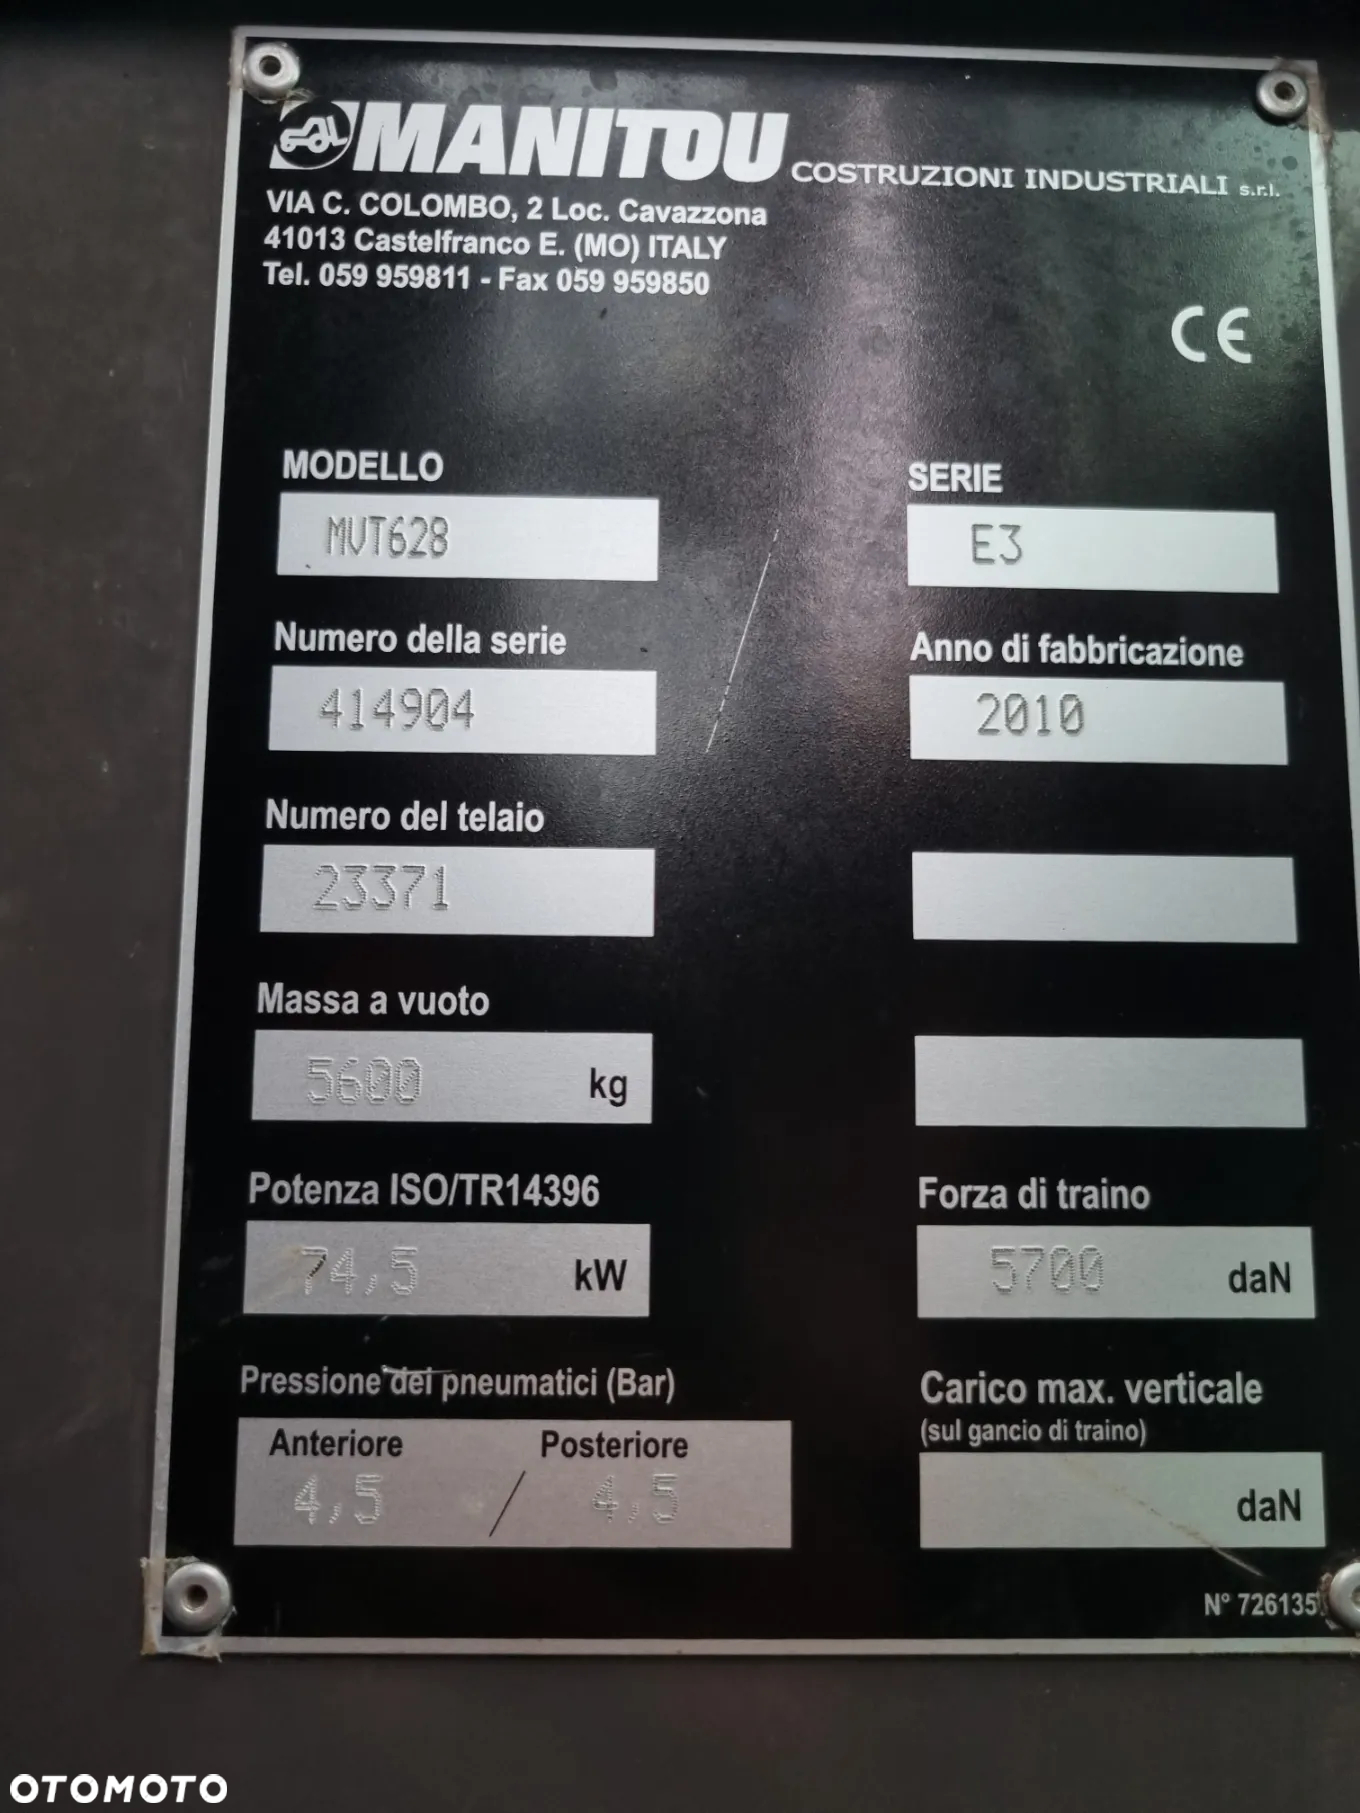 MANITOU COSTRUZIONI INDUSTRIALI s.r.l.
VIA C. COLOMBO, 2 Loc. Cavazzona
41013 Castelfranco E. (MO) ITALY
Tel. 059 959811 - Fax 059 959850
CE
MODELLO
MVT628
SERIE
E3
Numero della serie
414904
Anno di fabbricazione
2010
Numero del telaio
23371
Massa a vuoto
5600 kg
Potenza ISO/TR14396
74,5 kW
Forza di traino
5700 daN
Pressione dei pneumatici (Bar)
Anteriore / Posteriore
4,5 4,5
Carico max. verticale
(sul gancio di traino)
daN
N° 726135
OTOMOTO